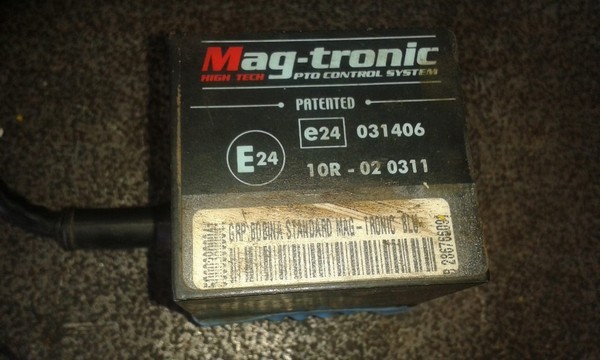 Mag-tronic
HIGH TECH PTO CONTROL SYSTEM
PATENTED
E24 e24 031406
10R - 02 0311
GRP.BOBINA STANDARD MAG-TRONIC BLU